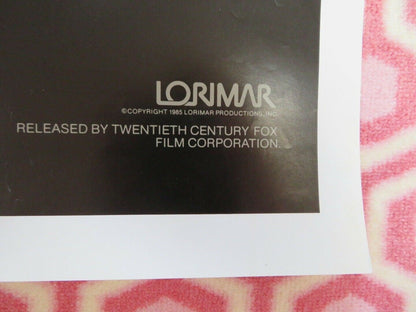 LORIMAR
©COPYRIGHT 1985 LORIMAR PRODUCTIONS, INC.
RELEASED BY TWENTIETH CENTURY FOX
FILM CORPORATION.